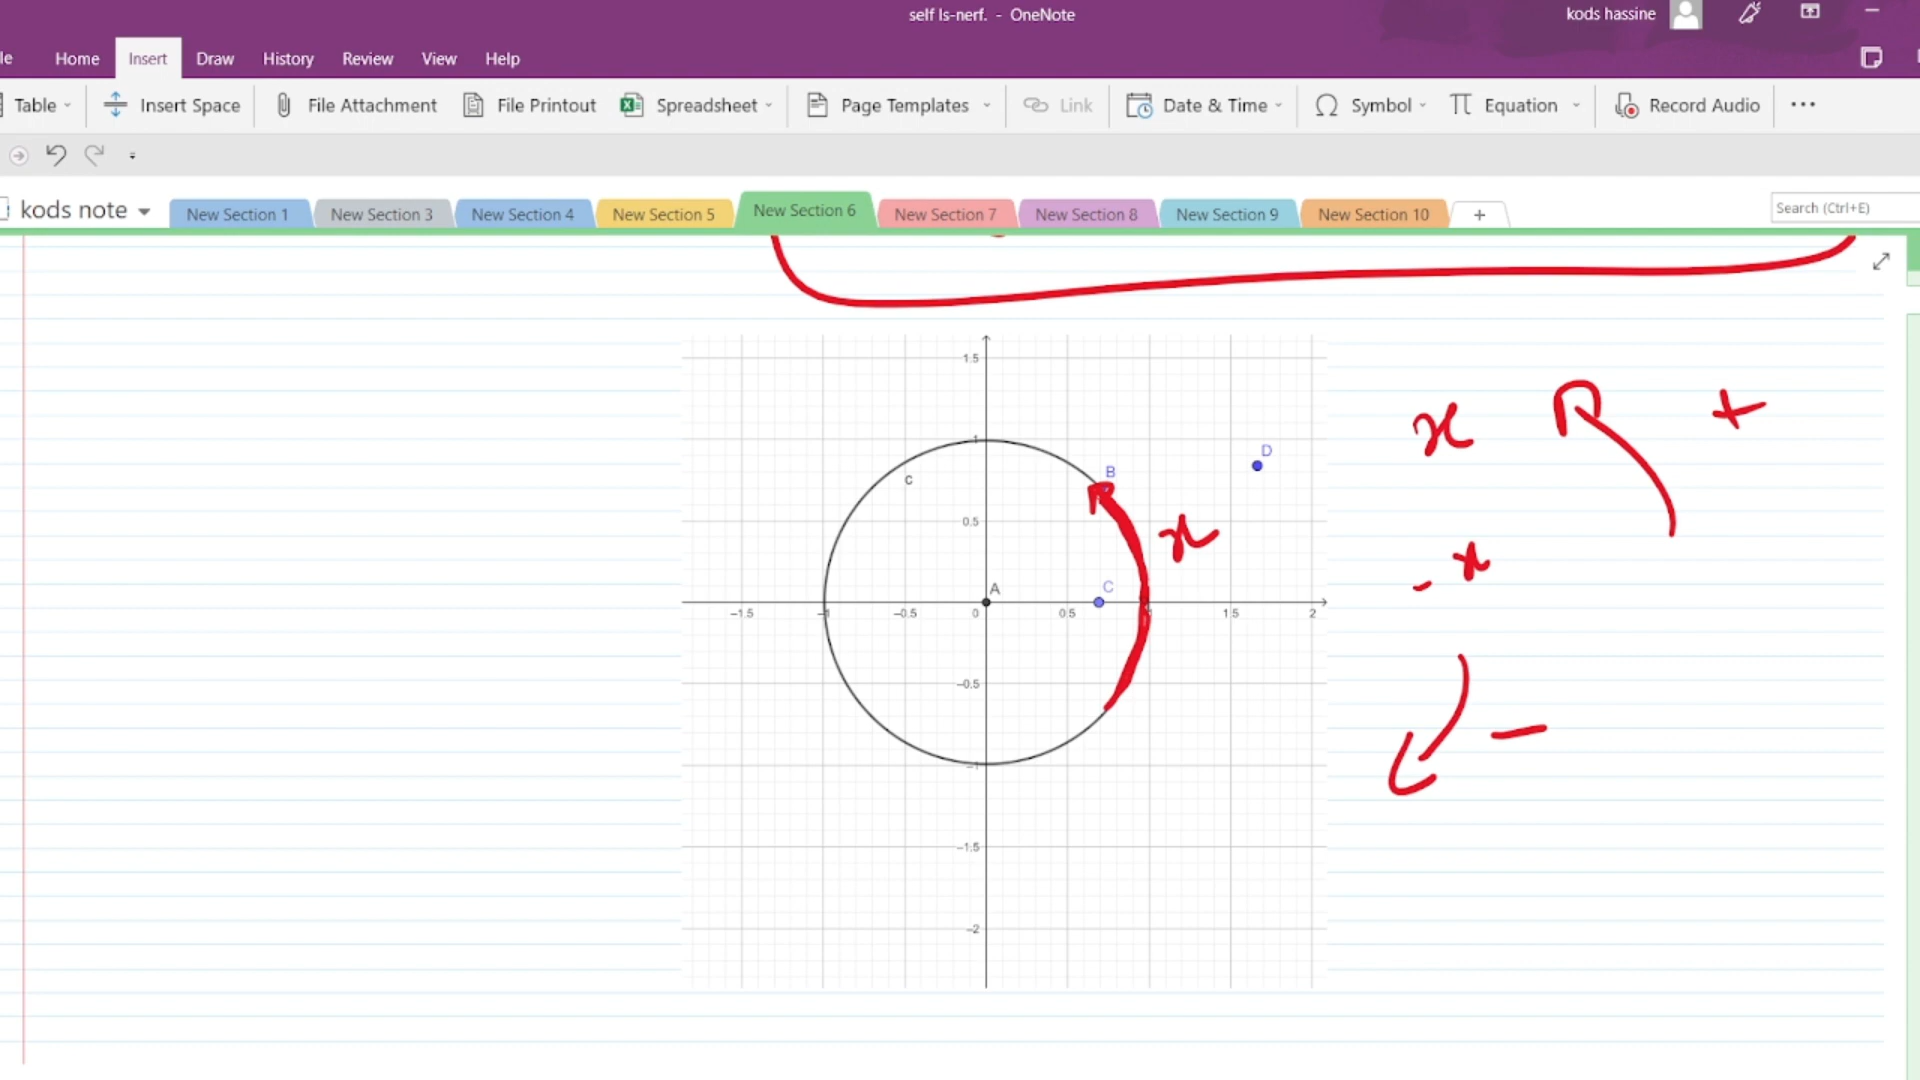 self ls-nerf. - OneNote
kods hassine
le Home Insert Draw History Review View Help
Table Insert Space File Attachment File Printout Spreadsheet Page Templates Link Date & Time Symbol Equation Record Audio ...
kods note New Section 1 New Section 3 New Section 4 New Section 5 New Section 6 New Section 7 New Section 8 New Section 9 New Section 10 +
Search (Ctrl+E)
1.5
x +
1
D
B
c
0.5
x
- x
A C
-1.5 -1 -0.5 0 0.5 1 1.5 2
-0.5
-
-1
-1.5
-2